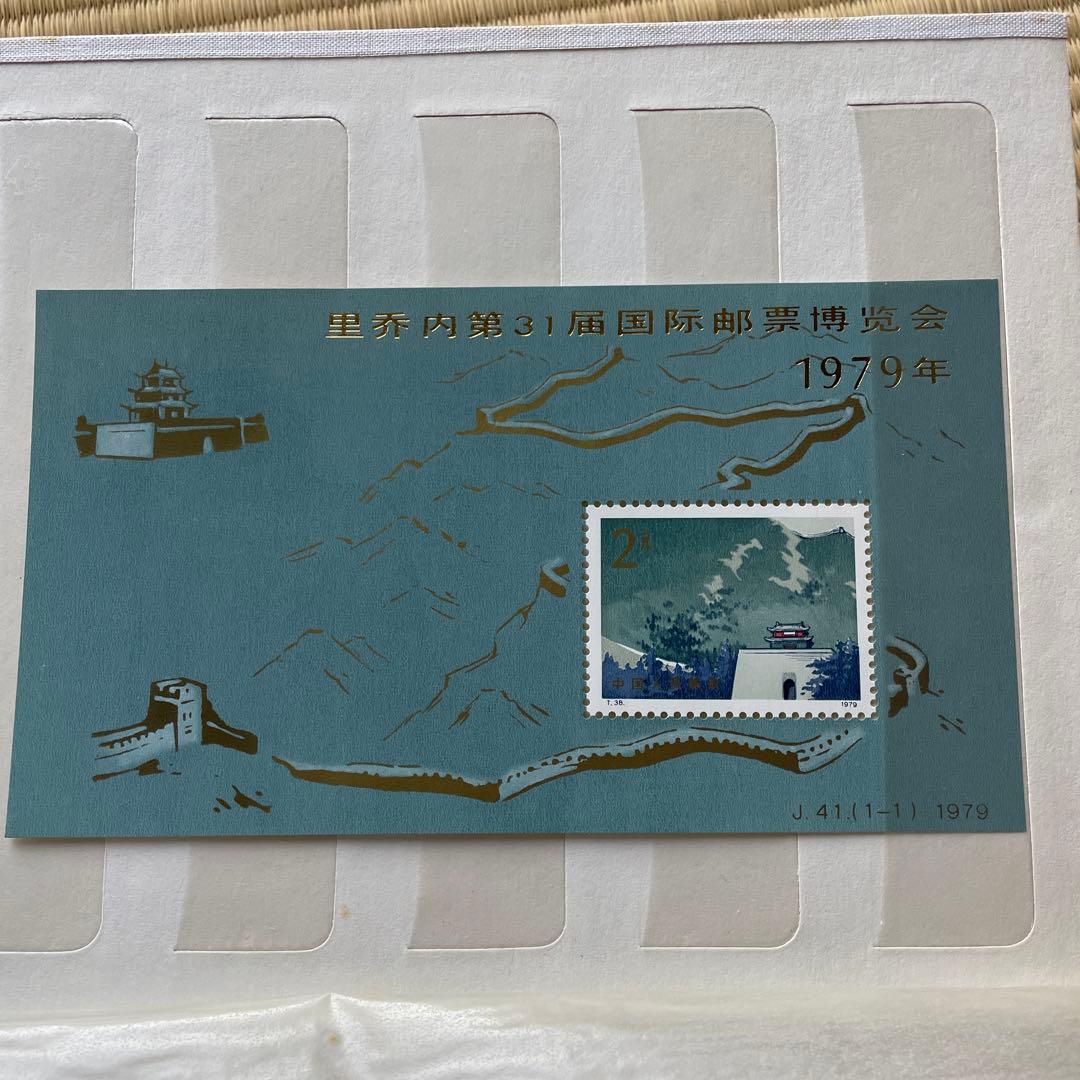 里乔内第31届国际邮票博览会
1979年
2元
中国人民邮政
T.38.
1979
J.41.(1-1) 1979